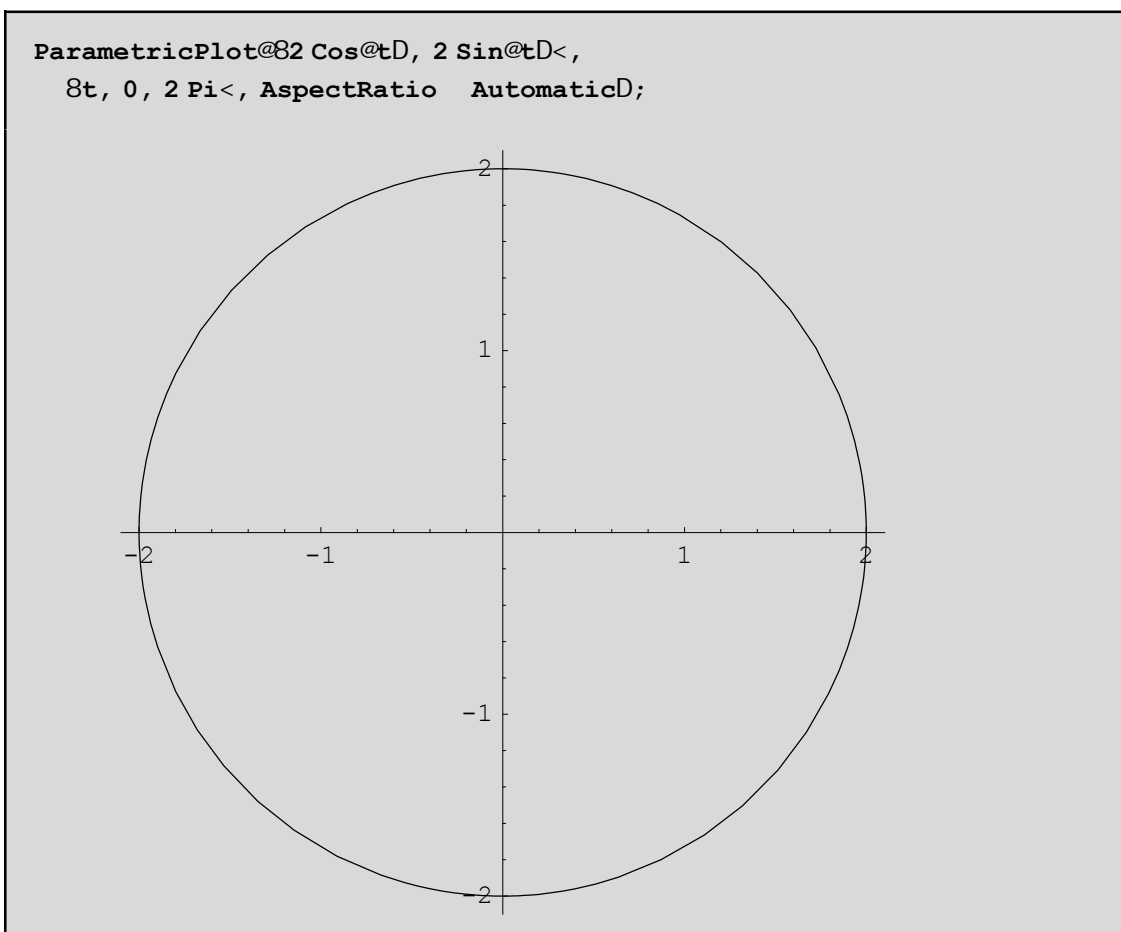 ParametricPlot@82 Cos@tD, 2 Sin@tD<,
8t, 0, 2 Pi<, AspectRatio Automatic​D;
2
1
-2 -1 1 2
-1
-2